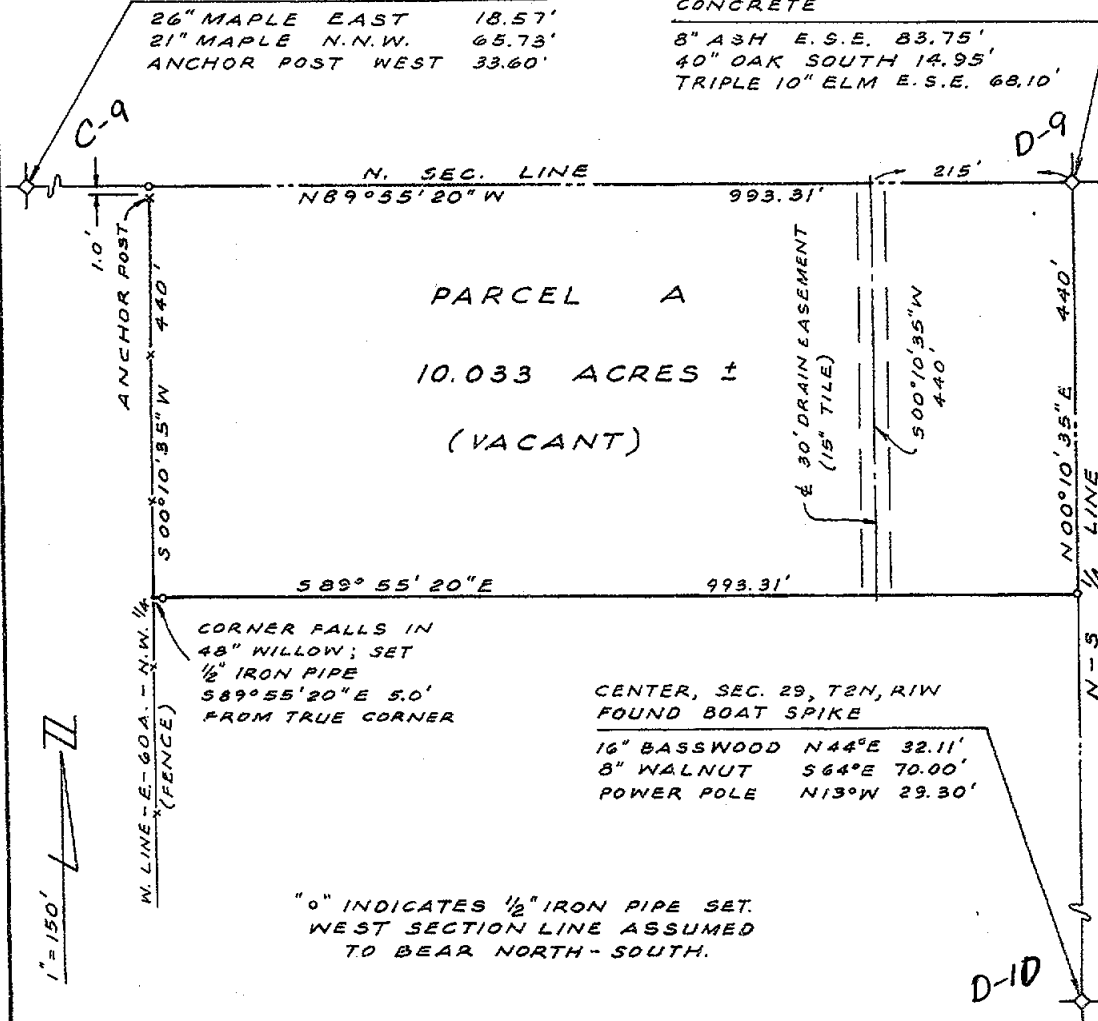 26" MAPLE EAST 18.57'
21" MAPLE N.N.W. 65.73'
ANCHOR POST WEST 33.60'
CONCRETE
8" ASH E.S.E. 83.75'
40" OAK SOUTH 14.95'
TRIPLE 10" ELM E.S.E. 68.10'
C-9
D-9
N. SEC. LINE
215'
N89°55'20"W 993.31'
1.0'
ANCHOR POST
440'
S00°10'35"W
PARCEL A
10.033 ACRES ±
(VACANT)
℄ 30' DRAIN EASEMENT
(15" TILE)
S00°10'35"W
440'
N00°10'35"E 440'
N-S 1/4 LINE
S89°55'20"E 993.31'
CORNER FALLS IN
48" WILLOW; SET
1/2" IRON PIPE
S89°55'20"E 5.0'
FROM TRUE CORNER
W. LINE-E-60A.-N.W. 1/4
(FENCE)
CENTER, SEC. 29, T2N, R1W
FOUND BOAT SPIKE
16" BASSWOOD N44°E 32.11'
8" WALNUT S64°E 70.00'
POWER POLE N13°W 29.30'
N
1"=150'
"o" INDICATES 1/2" IRON PIPE SET.
WEST SECTION LINE ASSUMED
TO BEAR NORTH-SOUTH.
D-10